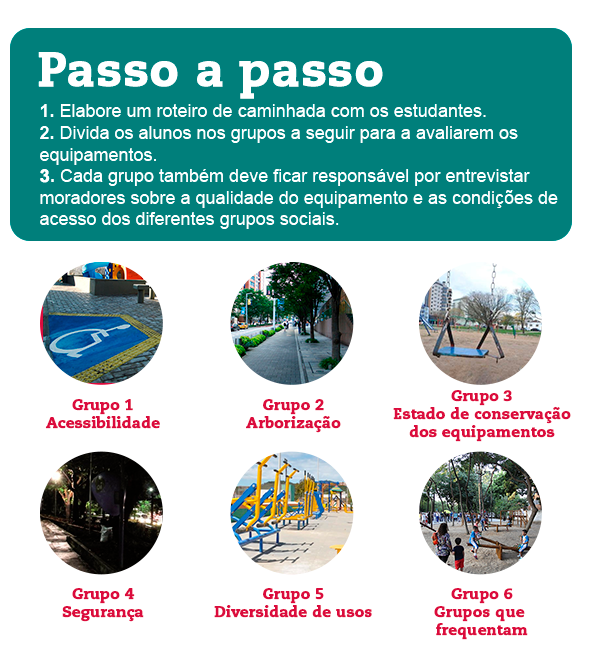 Passo a passo
1. Elabore um roteiro de caminhada com os estudantes.
2. Divida os alunos nos grupos a seguir para a avaliarem os
equipamentos.
3. Cada grupo também deve ficar responsável por entrevistar
moradores sobre a qualidade do equipamento e as condições de
acesso dos diferentes grupos sociais.
Grupo 1
Acessibilidade
Grupo 2
Arborização
Grupo 3
Estado de conservação
dos equipamentos
Grupo 4
Segurança
Grupo 5
Diversidade de usos
Grupo 6
Grupos que
frequentam